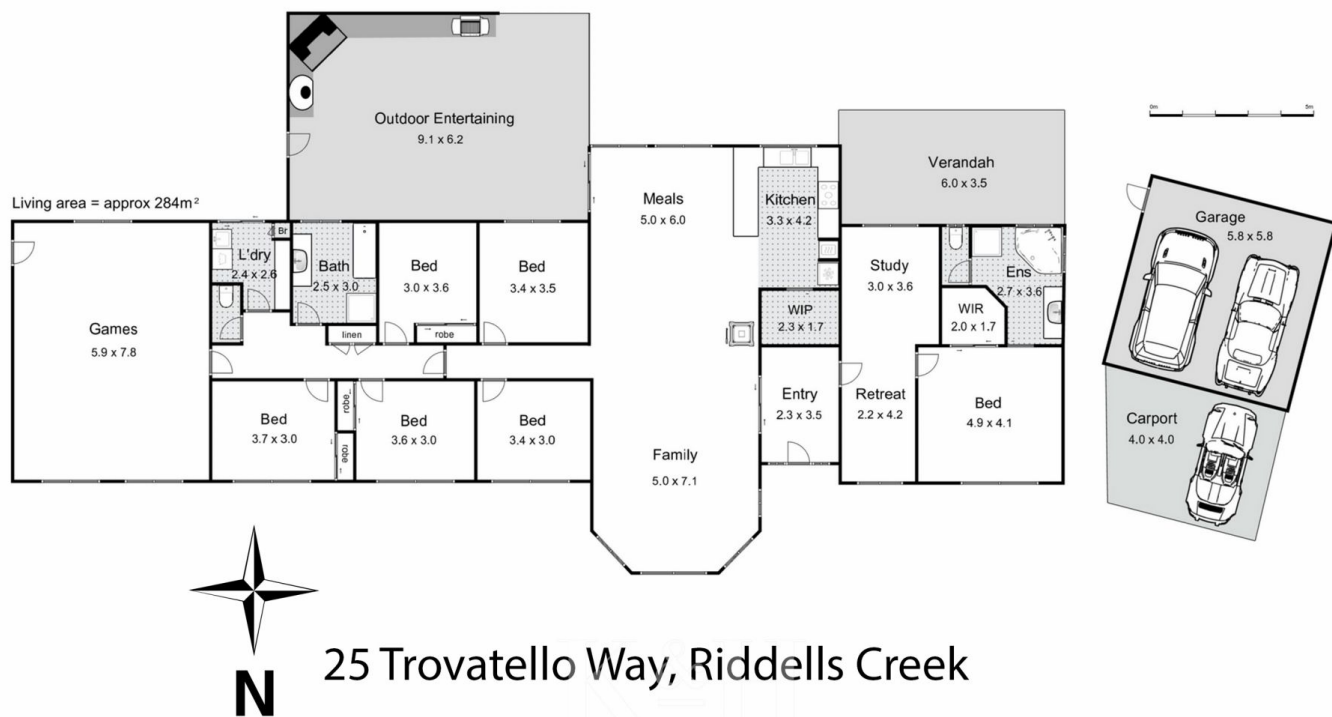 Outdoor Entertaining
9.1 x 6.2
0m
5m
Living area = approx 284m²
Games
5.9 x 7.8
L'dry
2.4 x 2.6
Br
Bath
2.5 x 3.0
Bed
3.0 x 3.6
Bed
3.4 x 3.5
linen
robe
Bed
3.7 x 3.0
robe
robe
Bed
3.6 x 3.0
Bed
3.4 x 3.0
Meals
5.0 x 6.0
Kitchen
3.3 x 4.2
WIP
2.3 x 1.7
Entry
2.3 x 3.5
Family
5.0 x 7.1
Verandah
6.0 x 3.5
Study
3.0 x 3.6
Ens
2.7 x 3.6
WIR
2.0 x 1.7
Retreat
2.2 x 4.2
Bed
4.9 x 4.1
Garage
5.8 x 5.8
Carport
4.0 x 4.0
N
25 Trovatello Way, Riddells Creek